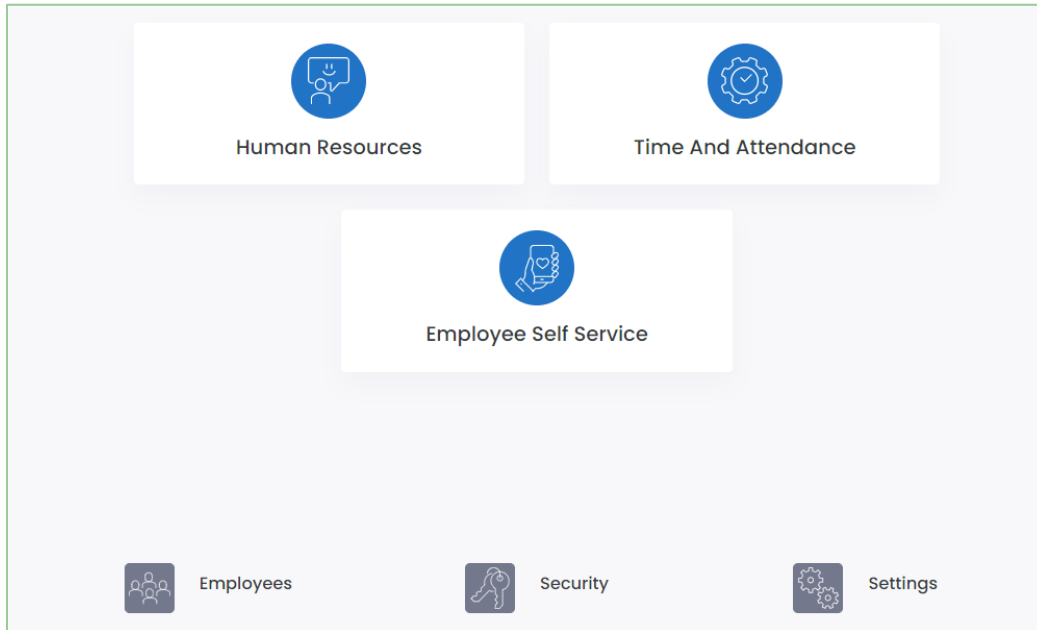 Human Resources
Time And Attendance
Employee Self Service
Employees
Security
Settings